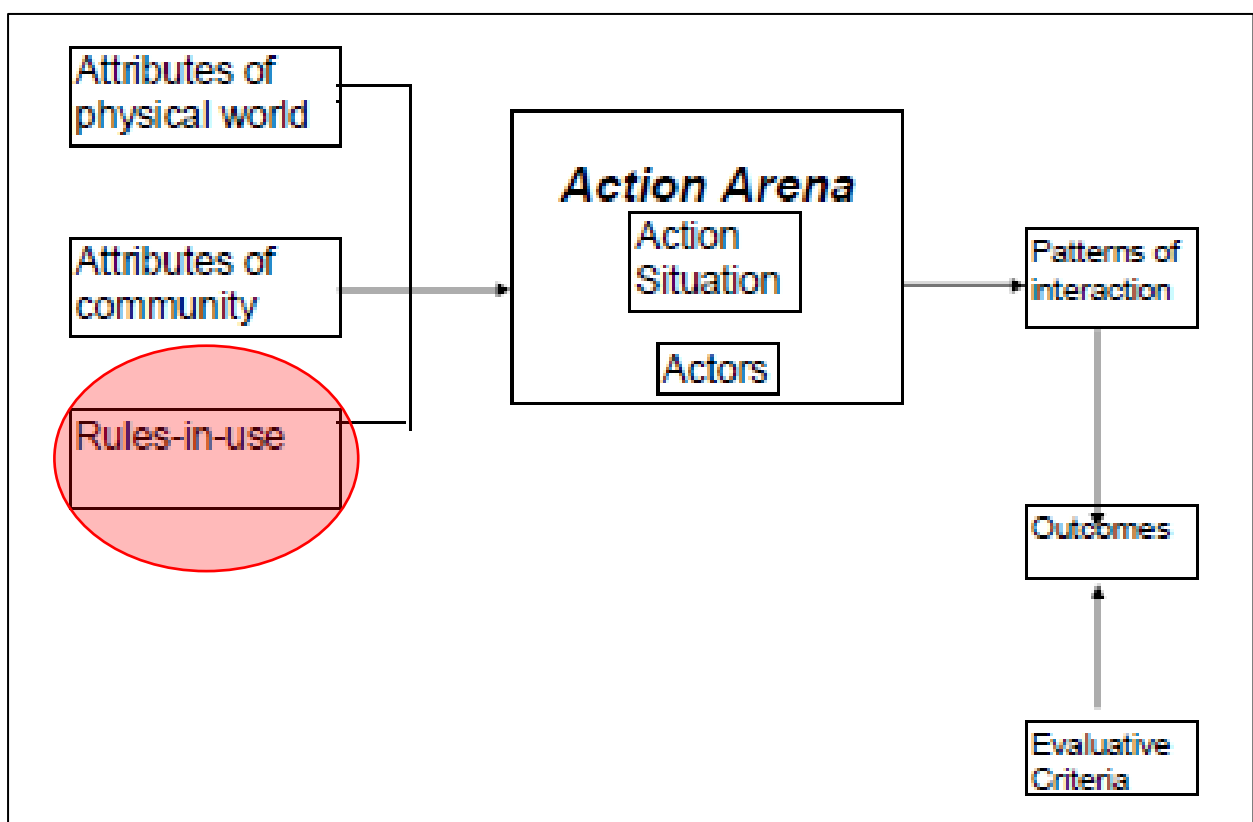 Attributes of
physical world
Attributes of
community
Rules-in-use
Action Arena
Action
Situation
Actors
Patterns of
interaction
Outcomes
Evaluative
Criteria